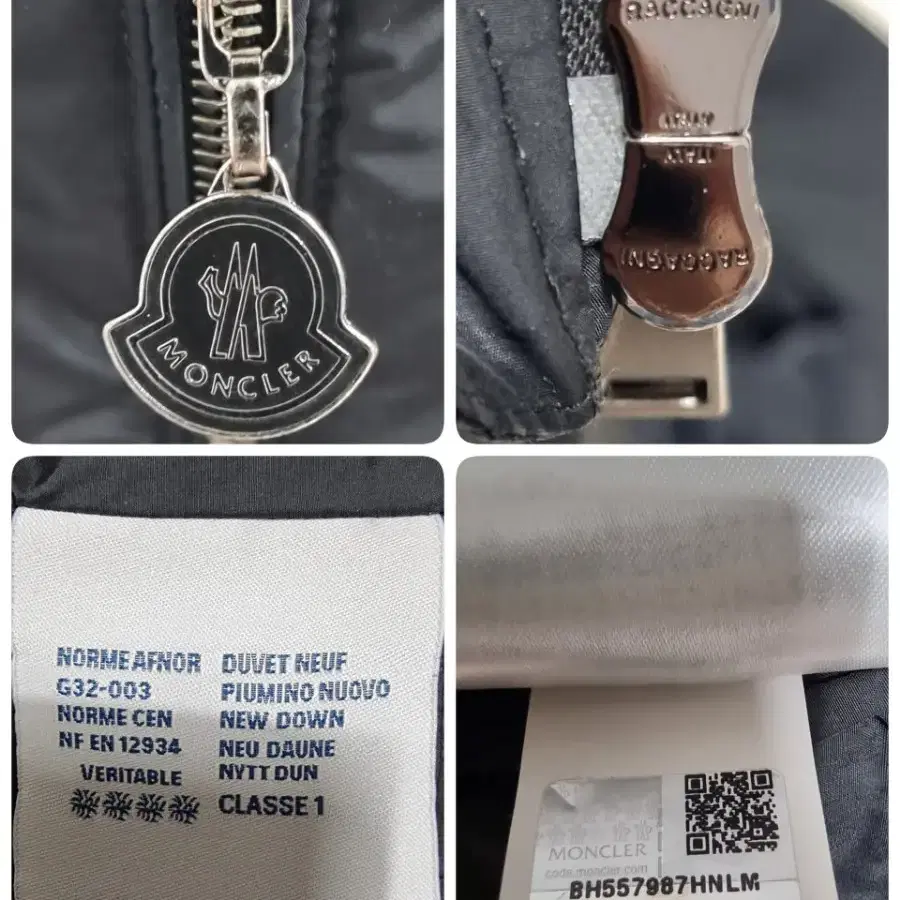 MONCLER
RACCAGNI
ITALY
ITALY
RACCAGNI
NORME AFNOR
G32-003
NORME CEN
NF EN 12934
VERITABLE
DUVET NEUF
PIUMINO NUOVO
NEW DOWN
NEU DAUNE
NYTT DUN
CLASSE 1
MONCLER
code.moncler.com
BH557987HNLM